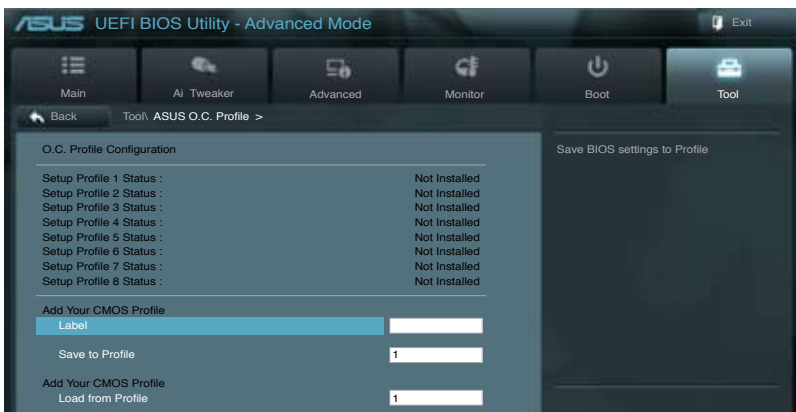 ASUS UEFI BIOS Utility - Advanced Mode
Exit
Main
Ai Tweaker
Advanced
Monitor
Boot
Tool
Back
Tool\ ASUS O.C. Profile >
O.C. Profile Configuration
Save BIOS settings to Profile
Setup Profile 1 Status : Not Installed
Setup Profile 2 Status : Not Installed
Setup Profile 3 Status : Not Installed
Setup Profile 4 Status : Not Installed
Setup Profile 5 Status : Not Installed
Setup Profile 6 Status : Not Installed
Setup Profile 7 Status : Not Installed
Setup Profile 8 Status : Not Installed
Add Your CMOS Profile
Label
Save to Profile 1
Add Your CMOS Profile
Load from Profile 1